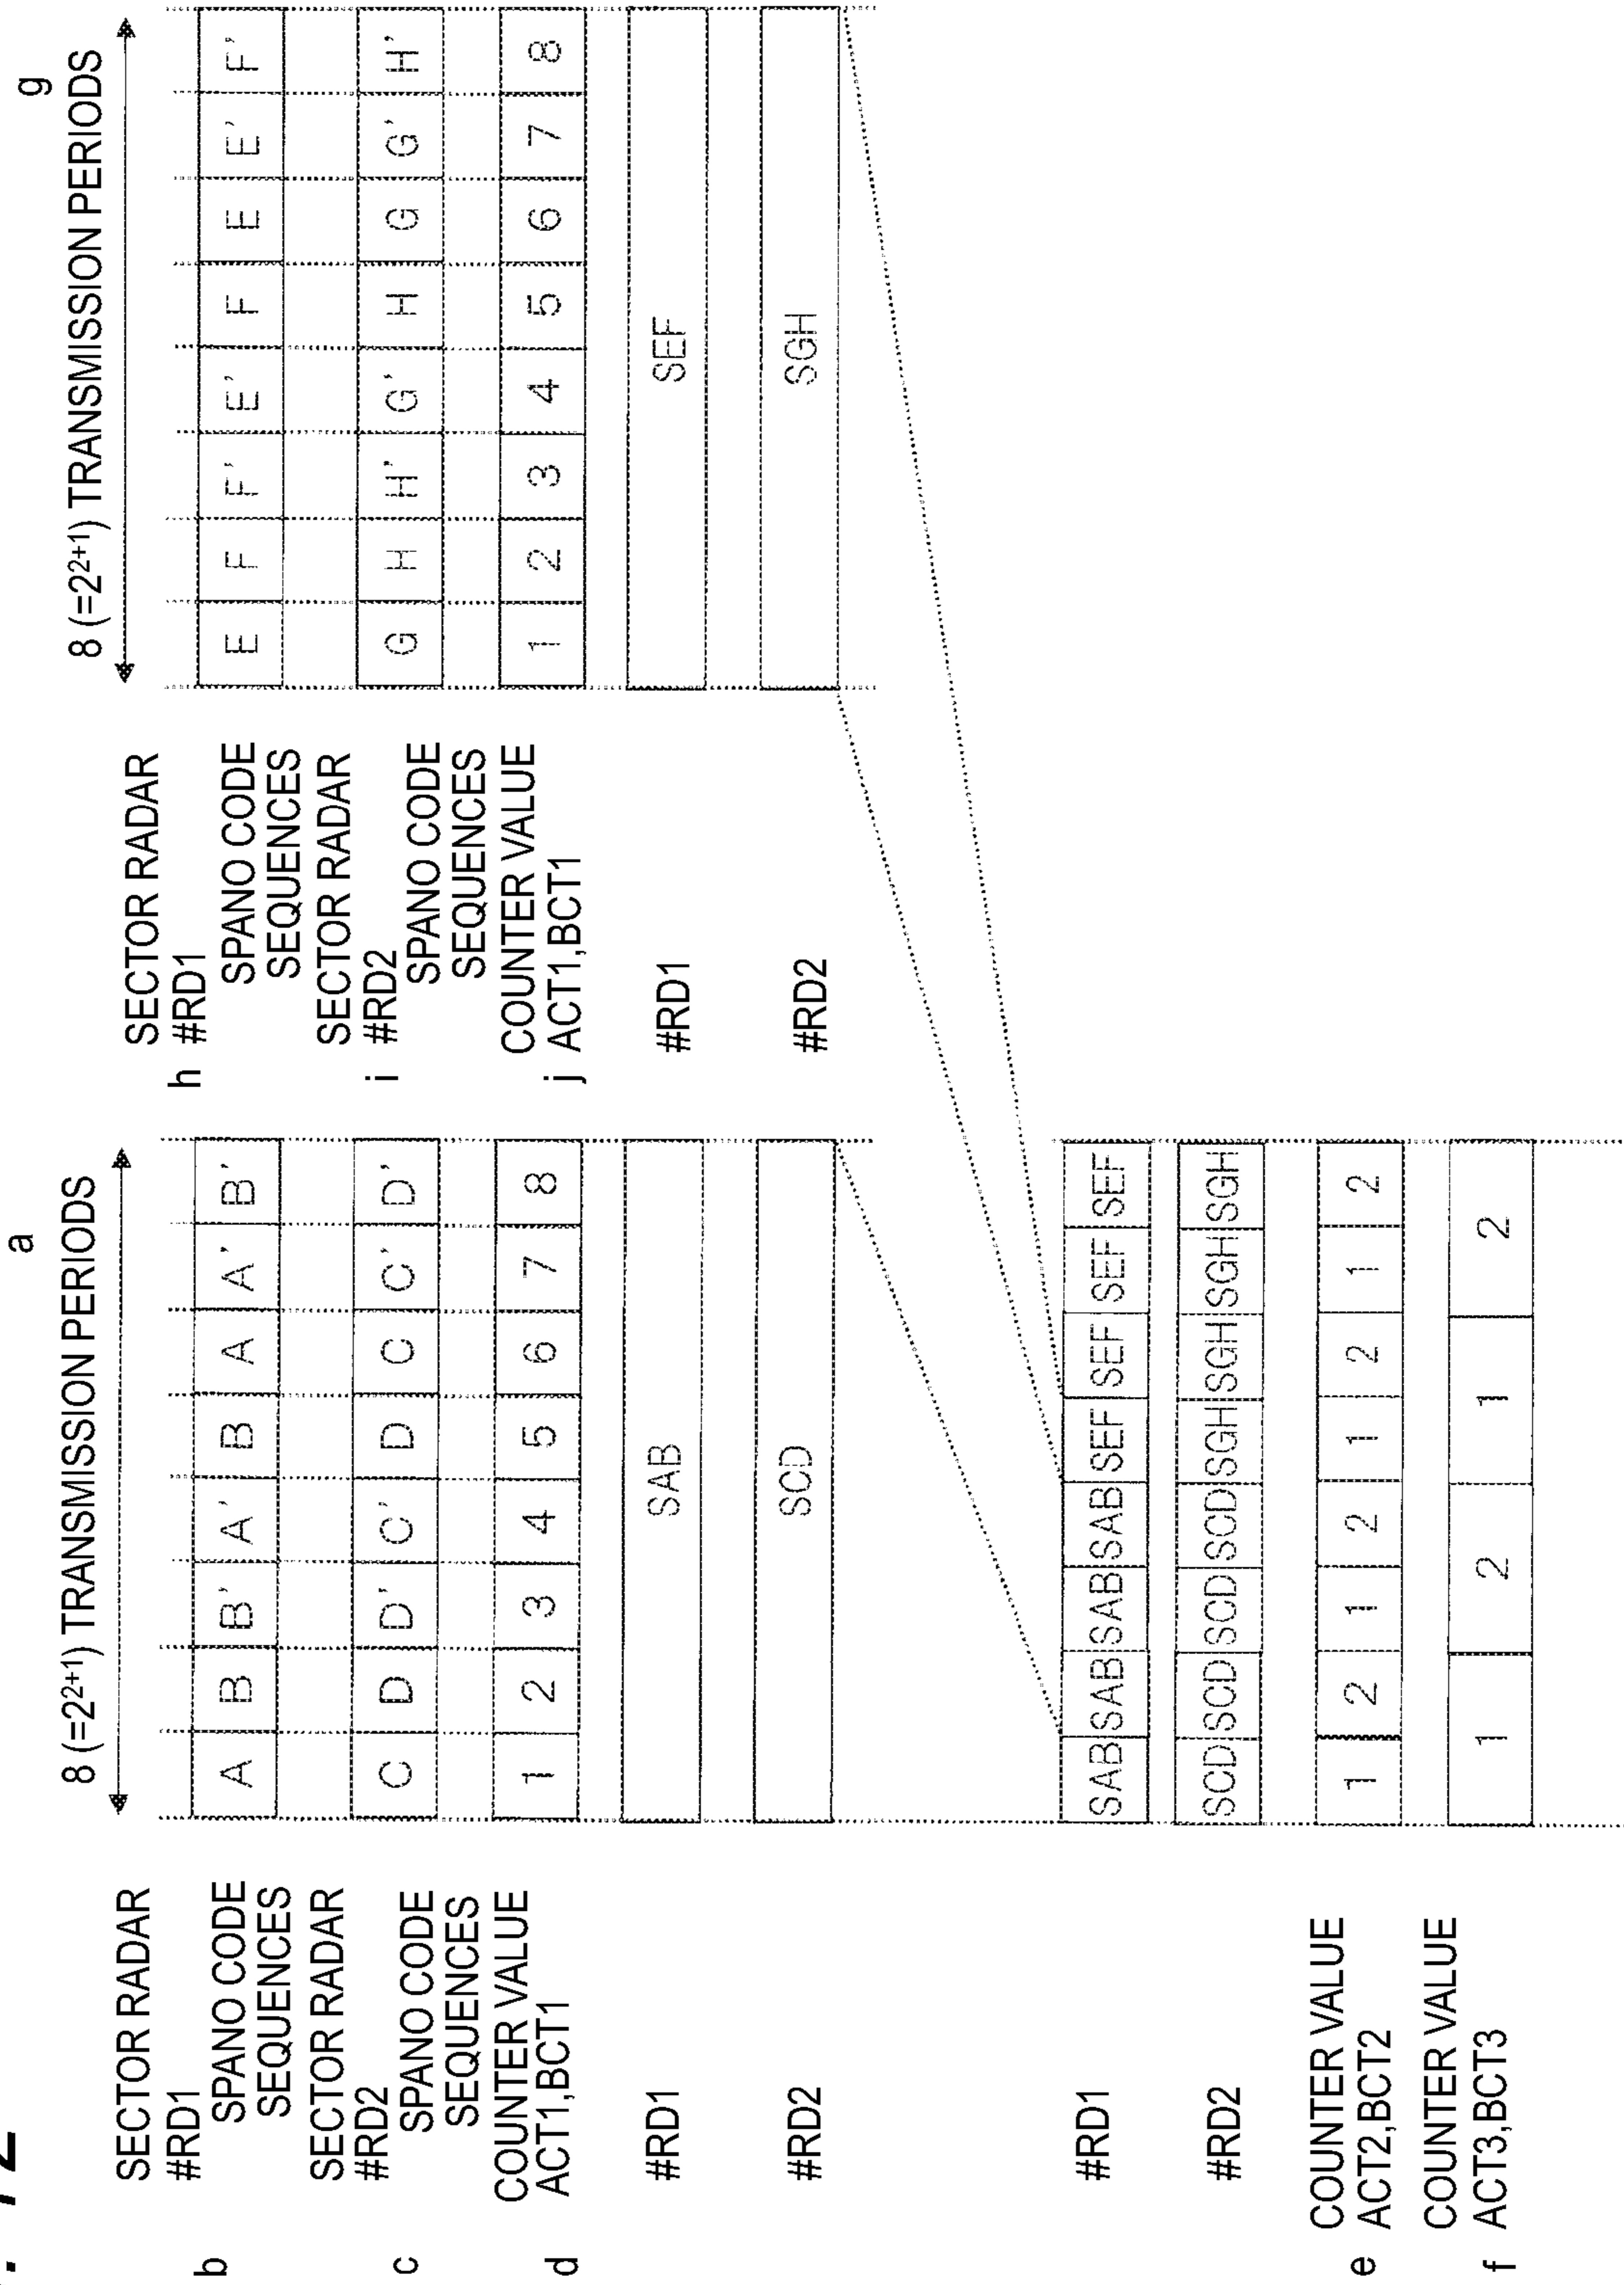 a
8 (=2²⁺¹) TRANSMISSION PERIODS
SECTOR RADAR
b #RD1
SPANO CODE
SEQUENCES
A B B' A' B A A' B'
SECTOR RADAR
c #RD2
SPANO CODE
SEQUENCES
C D D' C' D C C' D'
COUNTER VALUE
d ACT1,BCT1
1 2 3 4 5 6 7 8
#RD1 SAB
#RD2 SCD
g
8 (=2²⁺¹) TRANSMISSION PERIODS
SECTOR RADAR
h #RD1
SPANO CODE
SEQUENCES
E F F' E' F E E' F'
SECTOR RADAR
i #RD2
SPANO CODE
SEQUENCES
G H H' G' H G G' H'
COUNTER VALUE
j ACT1,BCT1
1 2 3 4 5 6 7 8
#RD1 SEF
#RD2 SGH
#RD1 SAB SAB SAB SAB SEF SEF SEF SEF
#RD2 SCD SCD SCD SCD SGH SGH SGH SGH
COUNTER VALUE
e ACT2,BCT2
1 2 1 2 1 2 1 2
COUNTER VALUE
f ACT3,BCT3
1 2 1 2